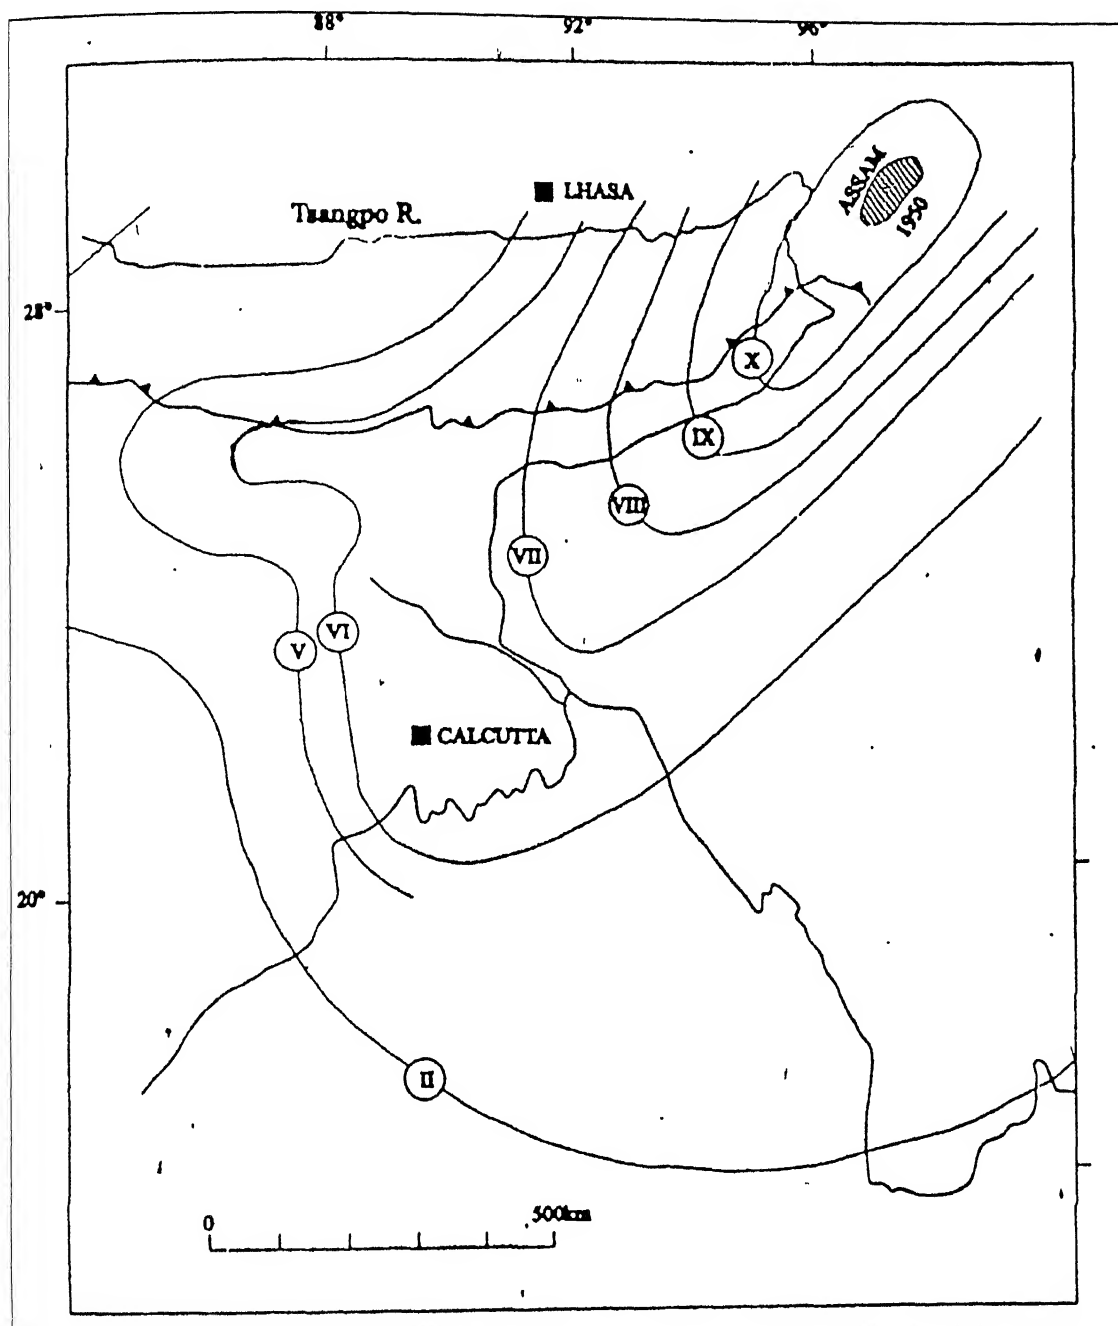 88° 92° 96°
ASSAM
1950
LHASA
Tsangpo R.
28°
X
IX
VIII
VII
VI
V
CALCUTTA
20°
II
0 500km